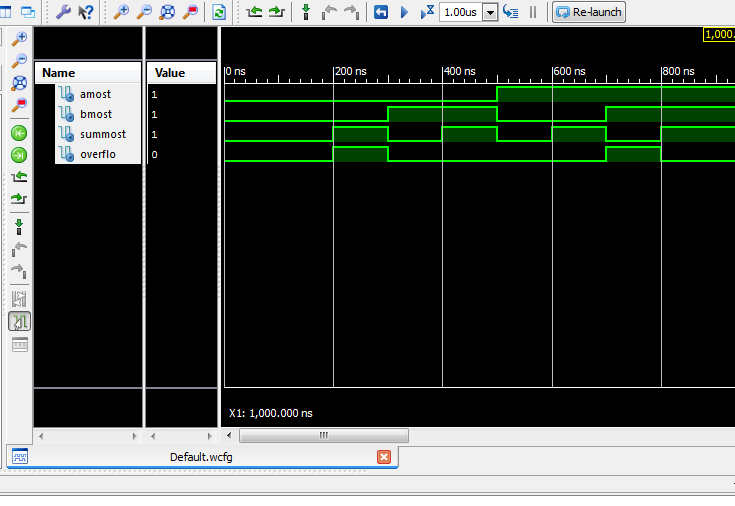 1.00us Re-launch
1,000.
Name Value
0 ns 200 ns 400 ns 600 ns 800 ns
amost 1
bmost 1
summost 1
overflo 0
X1: 1,000.000 ns
Default.wcfg